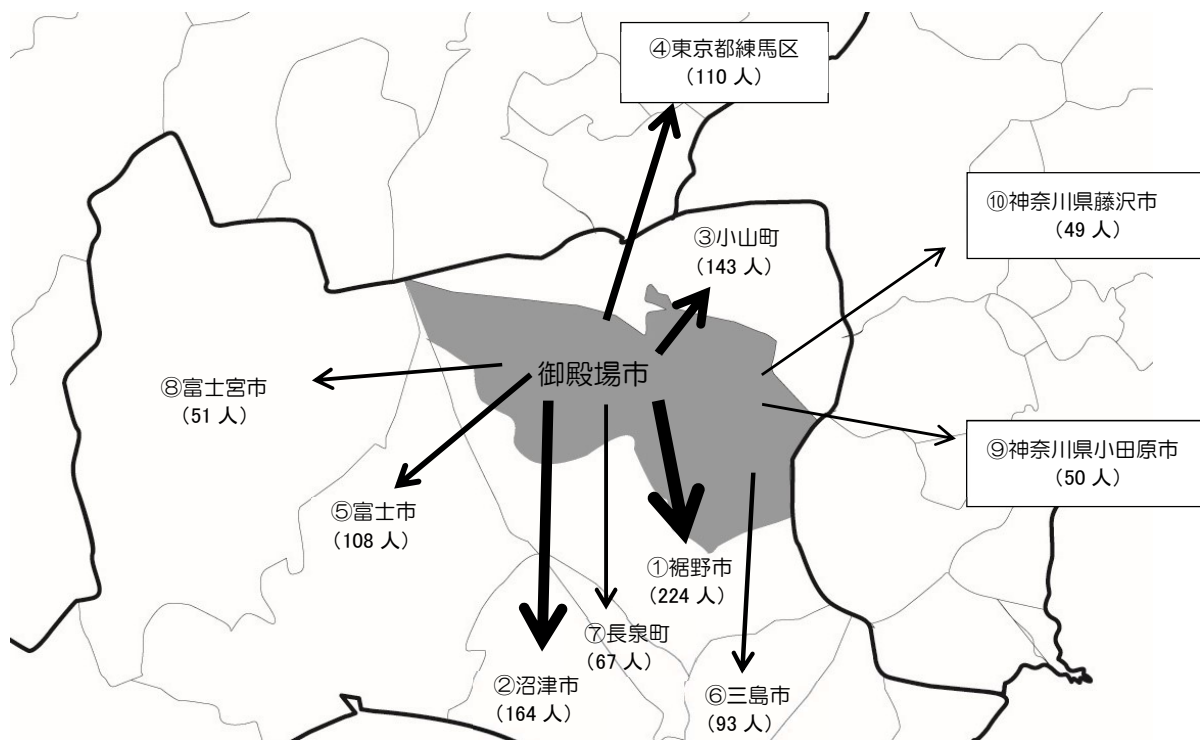 ④東京都練馬区
(110 人)
⑩神奈川県藤沢市
(49 人)
③小山町
(143 人)
御殿場市
⑧富士宮市
(51 人)
⑨神奈川県小田原市
(50 人)
⑤富士市
(108 人)
①裾野市
(224 人)
⑦長泉町
(67 人)
②沼津市
(164 人)
⑥三島市
(93 人)